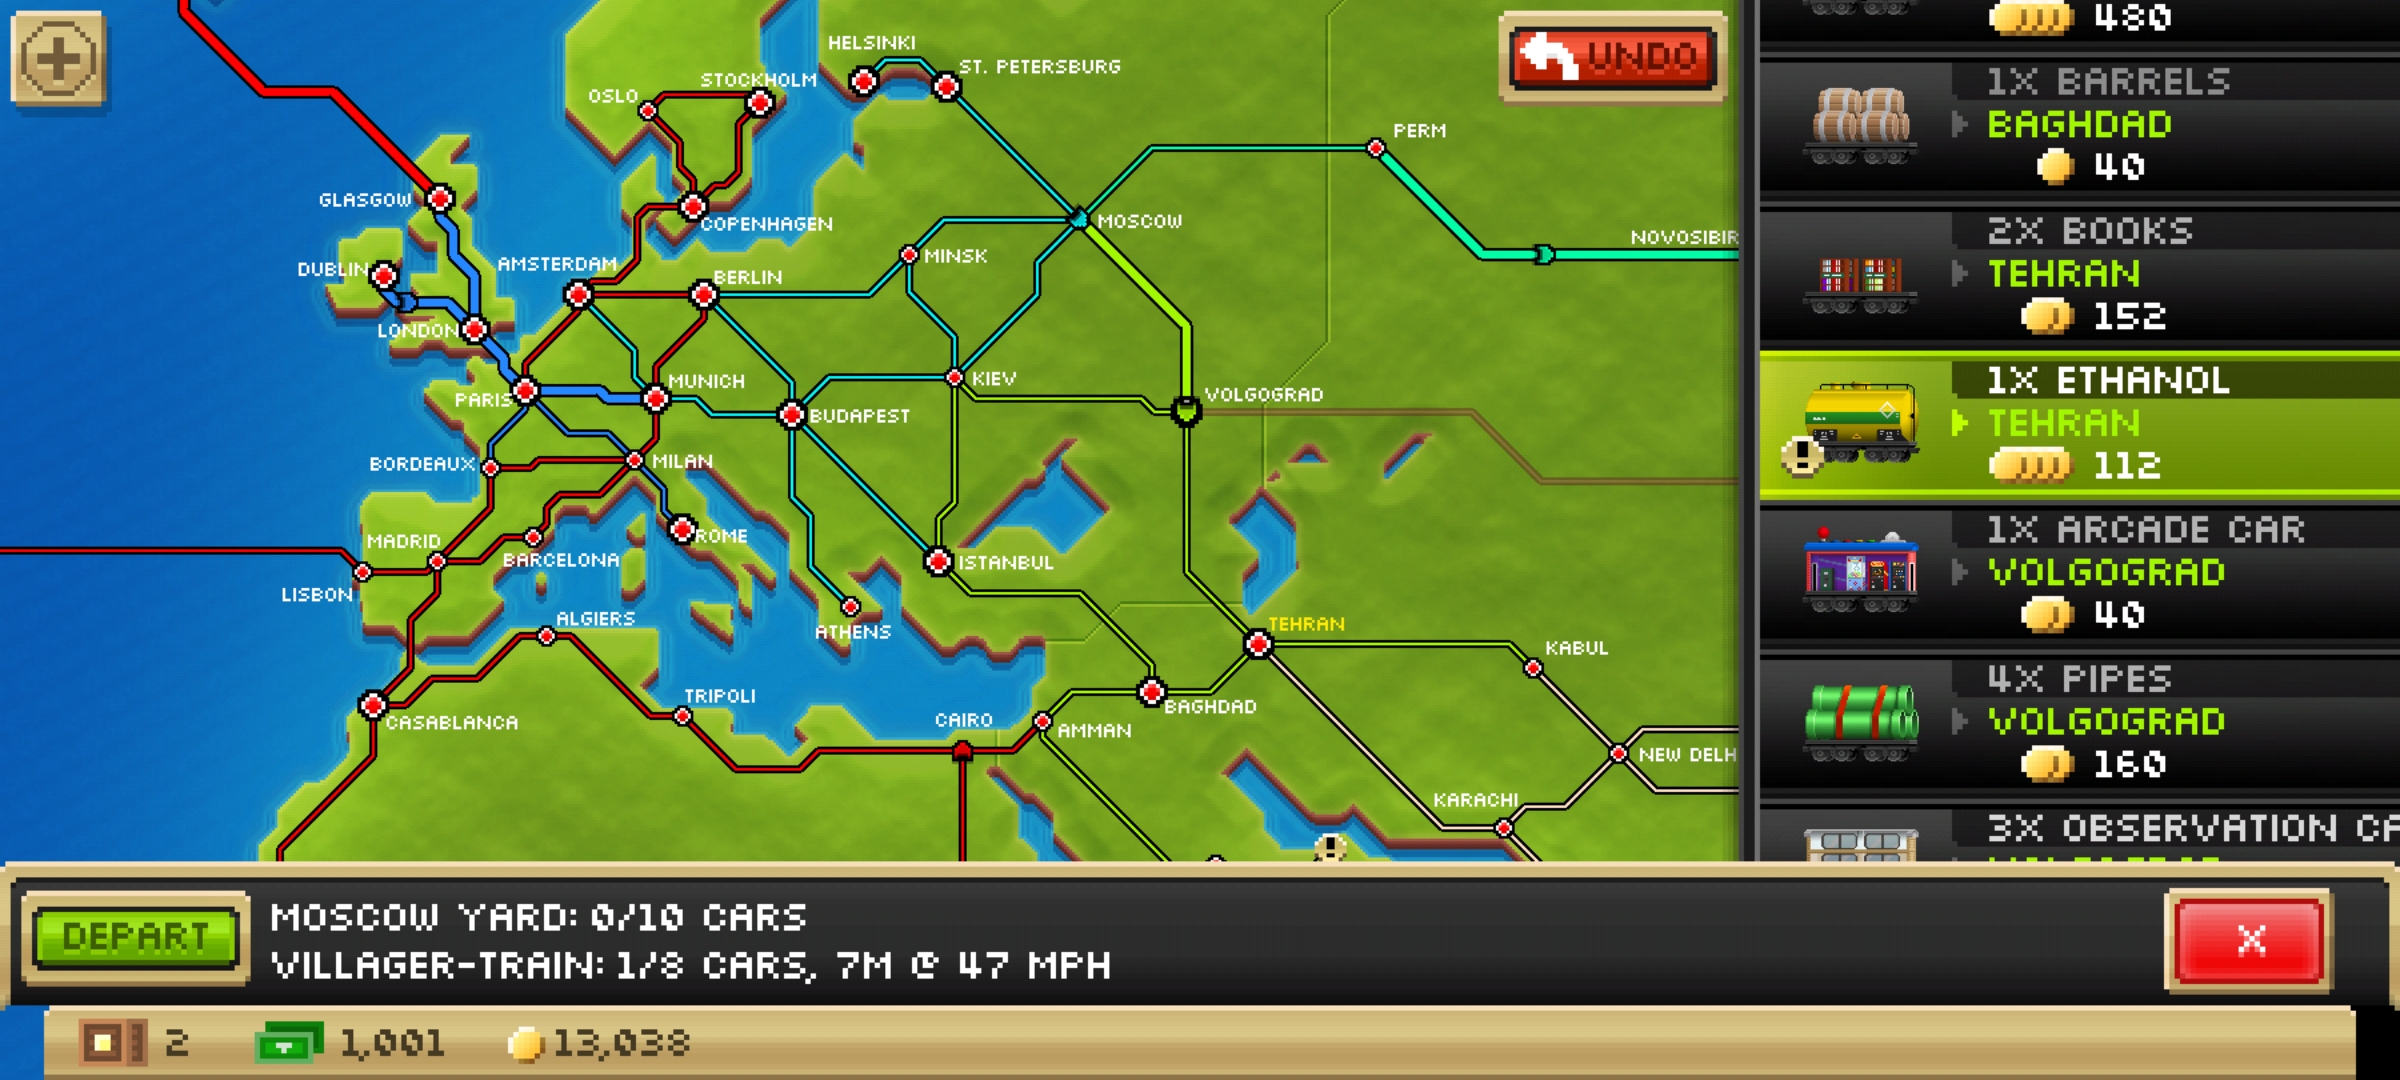 HELSINKI
ST. PETERSBURG
STOCKHOLM
OSLO
UNDO
PERM
GLASGOW
COPENHAGEN
MOSCOW
NOVOSIBIR
MINSK
DUBLIN
AMSTERDAM
BERLIN
LONDON
MUNICH
KIEV
VOLGOGRAD
PARIS
BUDAPEST
BORDEAUX
MILAN
MADRID
ROME
BARCELONA
ISTANBUL
LISBON
ALGIERS
ATHENS
TEHRAN
KABUL
TRIPOLI
BAGHDAD
CASABLANCA
CAIRO
AMMAN
NEW DELH
KARACHI
480
1X BARRELS
BAGHDAD
40
2X BOOKS
TEHRAN
152
1X ETHANOL
TEHRAN
112
1X ARCADE CAR
VOLGOGRAD
40
4X PIPES
VOLGOGRAD
160
3X OBSERVATION CA
DEPART
MOSCOW YARD: 0/10 CARS
VILLAGER-TRAIN: 1/8 CARS, 7M @ 47 MPH
X
2
1,001
13,038